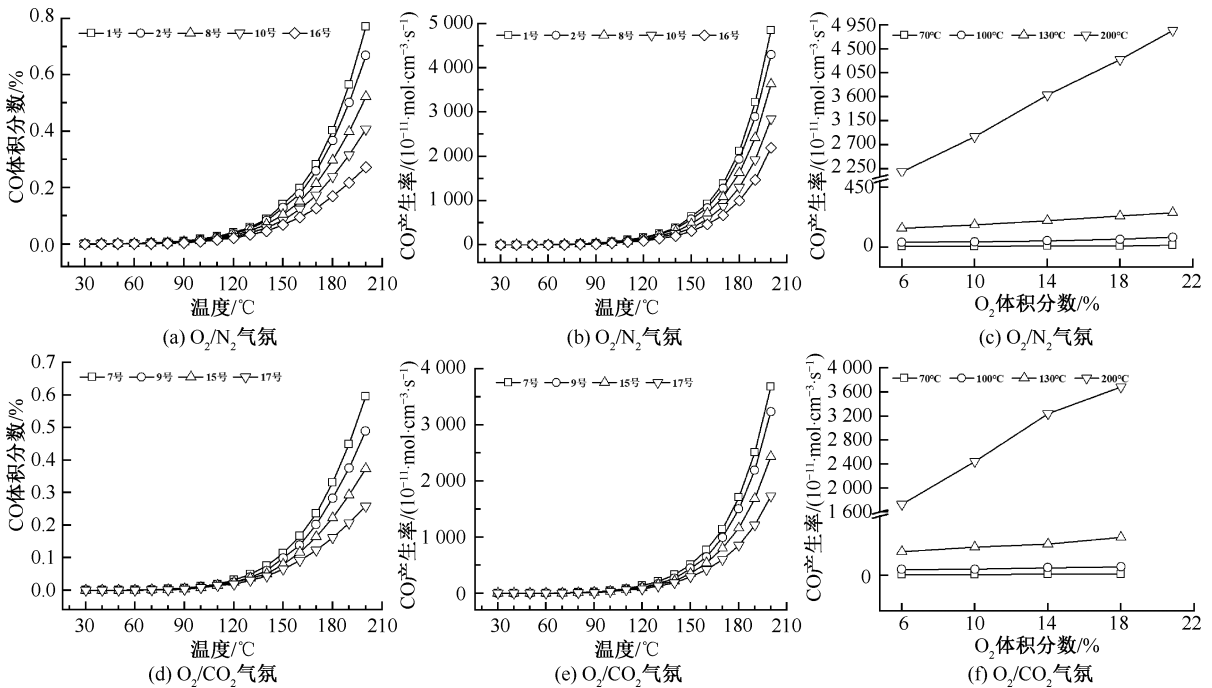 CO体积分数/%
0.8
0.6
0.4
0.2
0.0
1号 2号 8号 10号 16号
30 60 90 120 150 180 210
温度/℃
(a) O₂/N₂气氛
CO产生率/(10⁻¹¹·mol·cm⁻³·s⁻¹)
5 000
4 000
3 000
2 000
1 000
0
1号 2号 8号 10号 16号
30 60 90 120 150 180 210
温度/℃
(b) O₂/N₂气氛
CO产生率/(10⁻¹¹·mol·cm⁻³·s⁻¹)
4 950
4 500
4 050
3 600
3 150
2 700
2 250
450
0
70℃ 100℃ 130℃ 200℃
6 10 14 18 22
O₂体积分数/%
(c) O₂/N₂气氛
CO体积分数/%
0.7
0.6
0.5
0.4
0.3
0.2
0.1
0.0
7号 9号 15号 17号
30 60 90 120 150 180 210
温度/℃
(d) O₂/CO₂气氛
CO产生率/(10⁻¹¹·mol·cm⁻³·s⁻¹)
4 000
3 000
2 000
1 000
0
7号 9号 15号 17号
30 60 90 120 150 180 210
温度/℃
(e) O₂/CO₂气氛
CO产生率/(10⁻¹¹·mol·cm⁻³·s⁻¹)
4 000
3 600
3 200
2 800
2 400
2 000
1 600
0
70℃ 100℃ 130℃ 200℃
6 10 14 18 22
O₂体积分数/%
(f) O₂/CO₂气氛